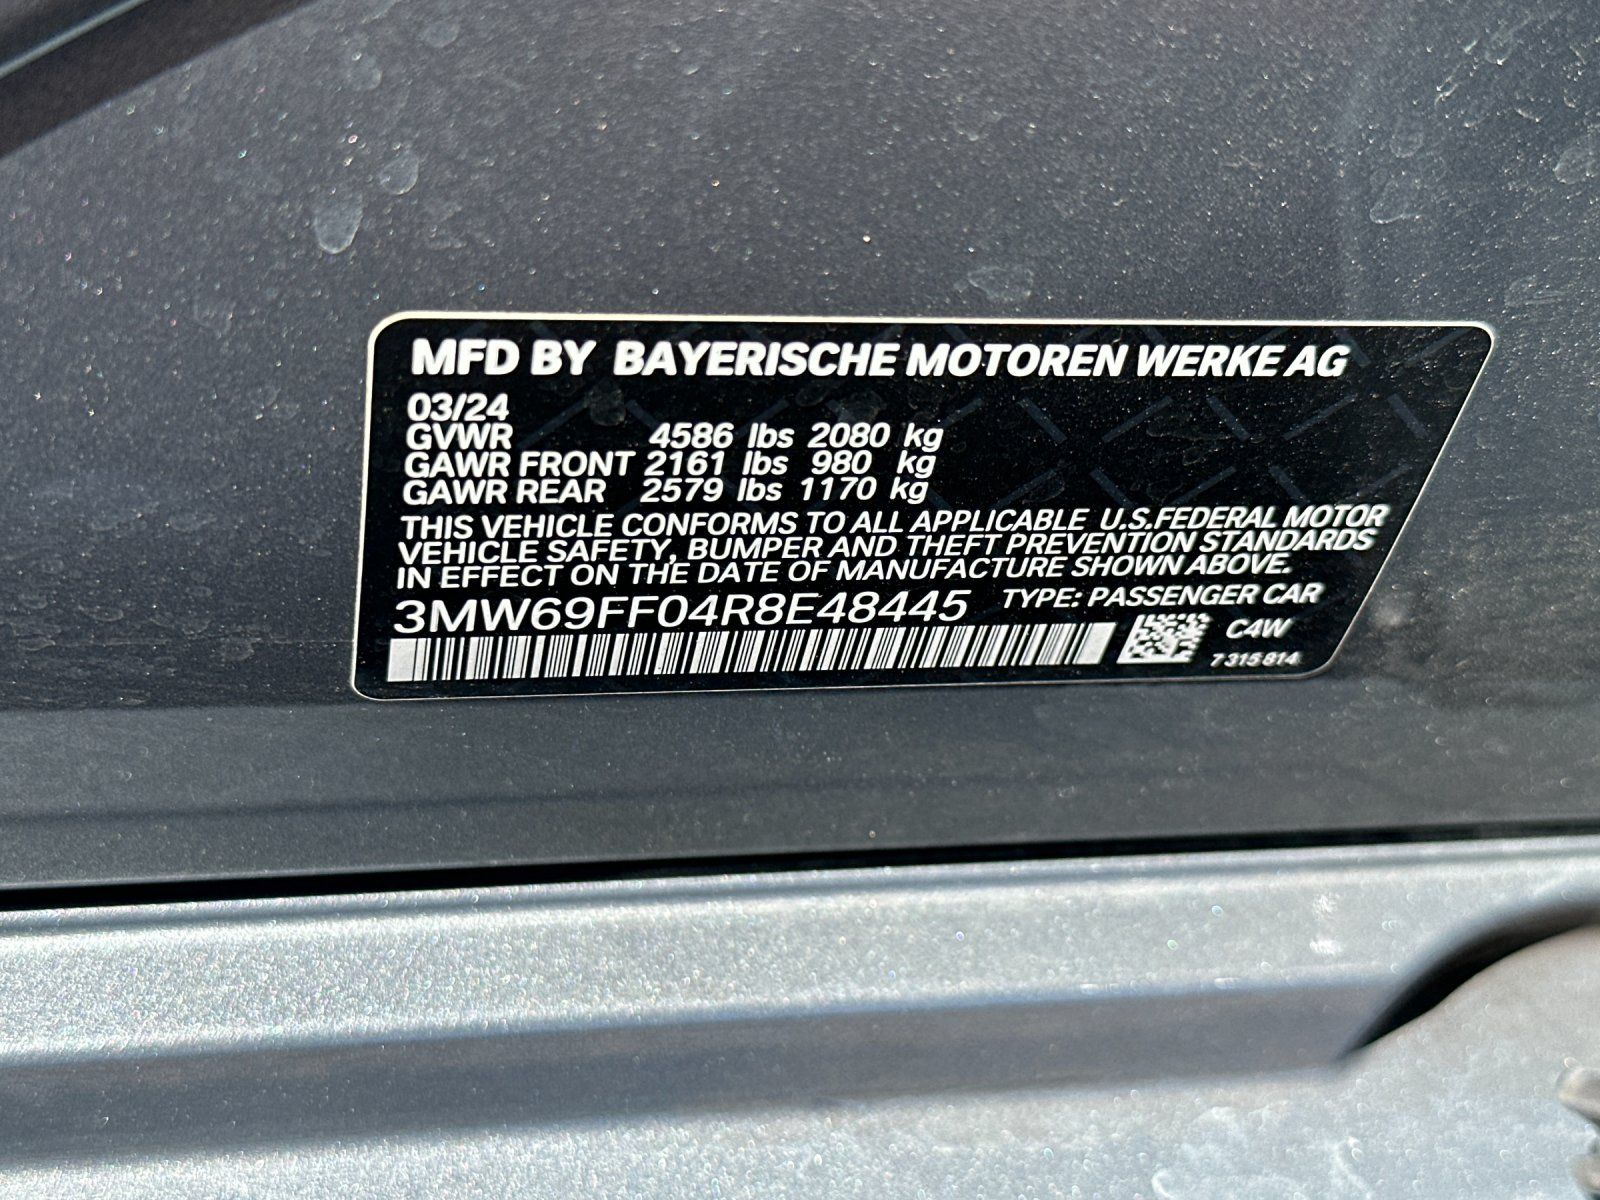 MFD BY BAYERISCHE MOTOREN WERKE AG
03/24
GVWR 4586 lbs 2080 kg
GAWR FRONT 2161 lbs 980 kg
GAWR REAR 2579 lbs 1170 kg
THIS VEHICLE CONFORMS TO ALL APPLICABLE U.S.FEDERAL MOTOR
VEHICLE SAFETY, BUMPER AND THEFT PREVENTION STANDARDS
IN EFFECT ON THE DATE OF MANUFACTURE SHOWN ABOVE.
3MW69FF04R8E48445 TYPE: PASSENGER CAR
C4W
7 315 814